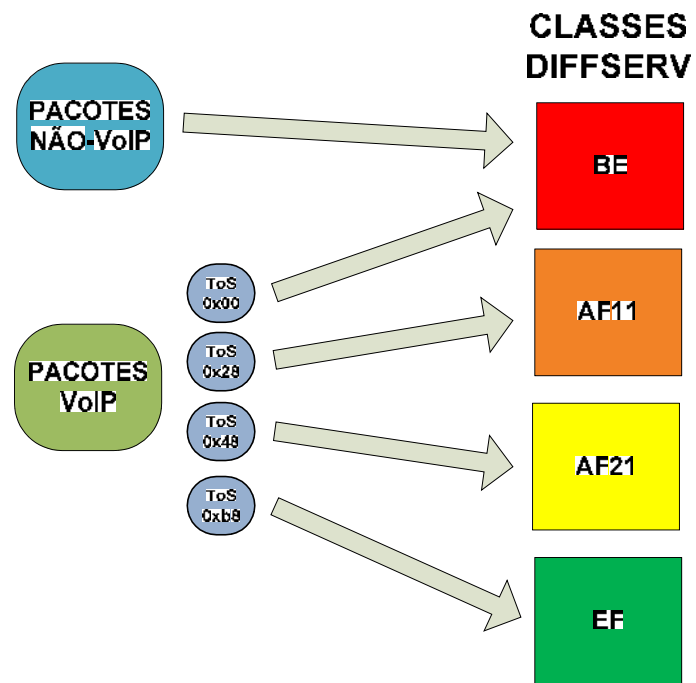 CLASSES
DIFFSERV
PACOTES
NÃO-VoIP
BE
ToS
0x00
AF11
ToS
0x28
PACOTES
VoIP
ToS
0x48
AF21
ToS
0xb8
EF